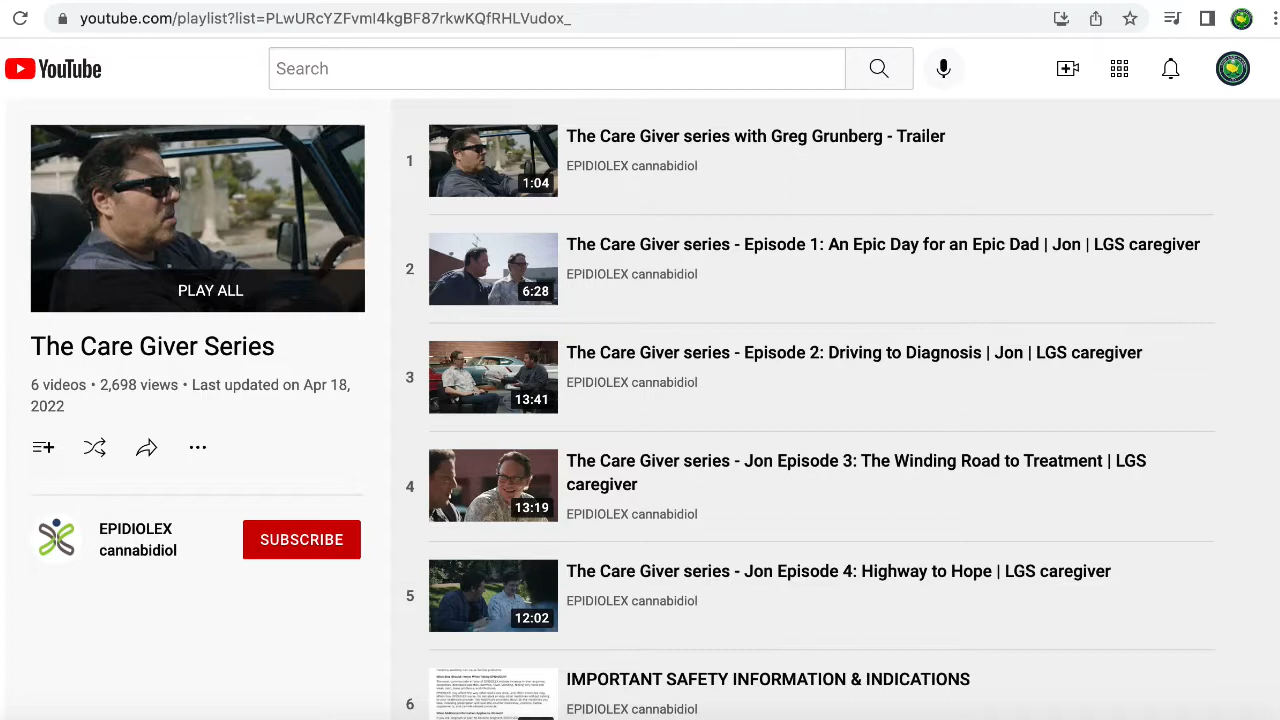 youtube.com/playlist?list=PLwURcYZFvmI4kgBF87rkwKQfRHLVudox_
YouTube
Search
PLAY ALL
The Care Giver Series
6 videos • 2,698 views • Last updated on Apr 18,
2022
EPIDIOLEX
cannabidiol
SUBSCRIBE
1
1:04
The Care Giver series with Greg Grunberg - Trailer
EPIDIOLEX cannabidiol
2
6:28
The Care Giver series - Episode 1: An Epic Day for an Epic Dad | Jon | LGS caregiver
EPIDIOLEX cannabidiol
3
13:41
The Care Giver series - Episode 2: Driving to Diagnosis | Jon | LGS caregiver
EPIDIOLEX cannabidiol
4
13:19
The Care Giver series - Jon Episode 3: The Winding Road to Treatment | LGS
caregiver
EPIDIOLEX cannabidiol
5
12:02
The Care Giver series - Jon Episode 4: Highway to Hope | LGS caregiver
EPIDIOLEX cannabidiol
6
IMPORTANT SAFETY INFORMATION & INDICATIONS
EPIDIOLEX cannabidiol